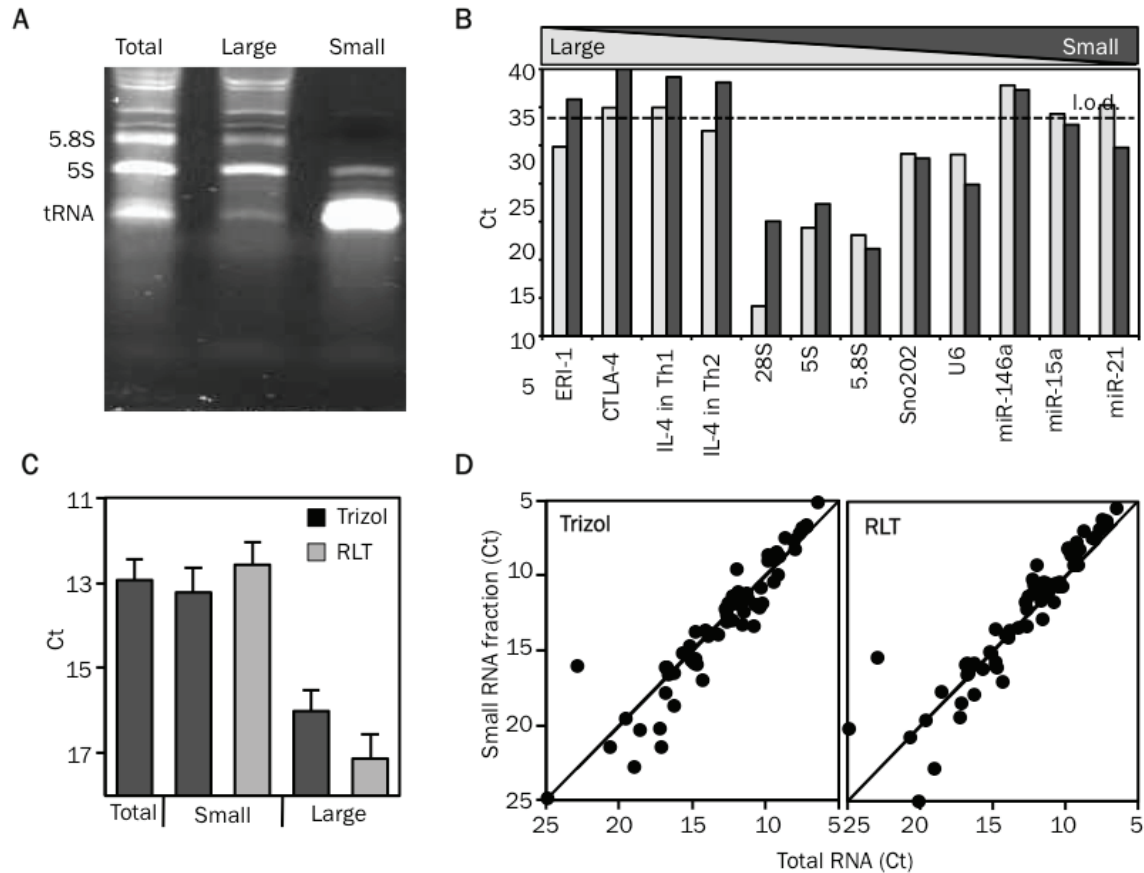 A
Total Large Small
5.8S
5S
tRNA
B
Large Small
40
35
30
25
20
15
10
5
Ct
l.o.d.
ERI-1
CTLA-4
IL-4 in Th1
IL-4 in Th2
28S
5S
5.8S
Sno202
U6
miR-146a
miR-15a
miR-21
C
11
13
15
17
Ct
Trizol
RLT
Total Small Large
D
Trizol
RLT
5
10
15
20
25
Small RNA fraction (Ct)
25 20 15 10 5 25 20 15 10 5
Total RNA (Ct)